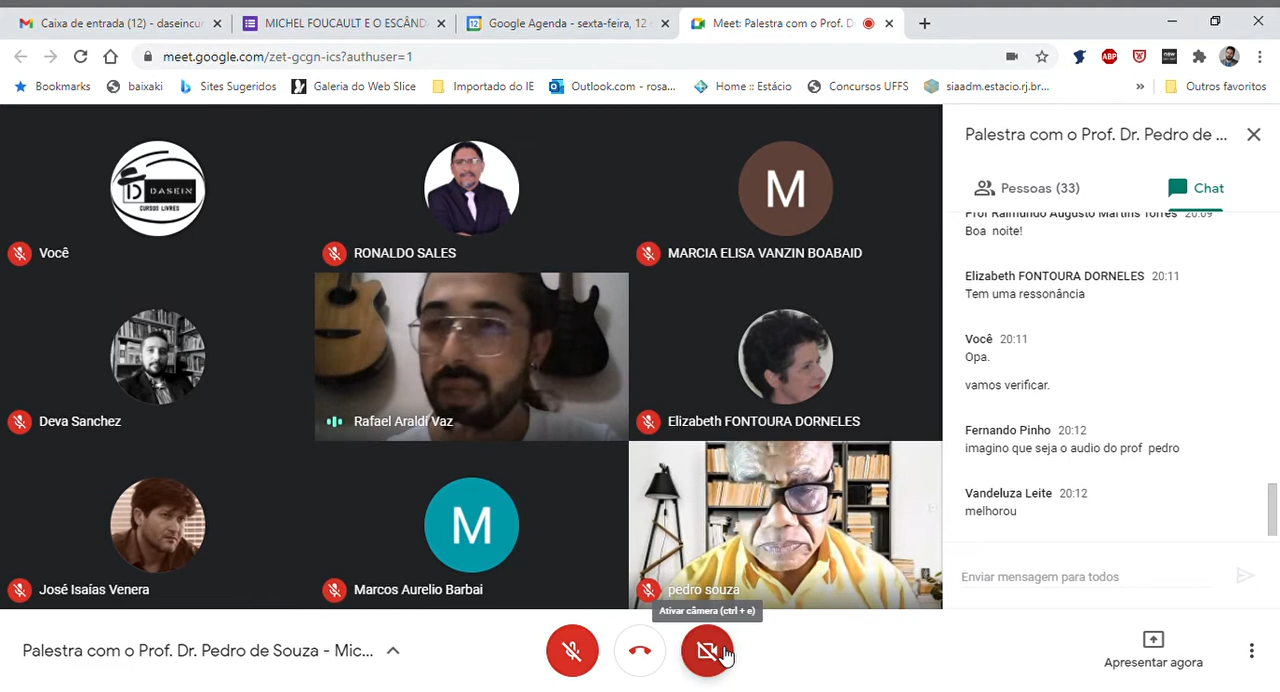 Caixa de entrada (12) - daseincu
MICHEL FOUCAULT E O ESCÂND
Google Agenda - sexta-feira, 12
Meet: Palestra com o Prof. D
meet.google.com/zet-gcgn-ics?authuser=1
ABP
Bookmarks
baixaki
Sites Sugeridos
Galeria do Web Slice
Importado do IE
Outlook.com - rosa...
Home :: Estácio
Concursos UFFS
siaadm.estacio.rj.br...
»
Outros favoritos
DASEIN
CURSOS LIVRES
Você
RONALDO SALES
M
MARCIA ELISA VANZIN BOABAID
Deva Sanchez
Rafael Araldi Vaz
Elizabeth FONTOURA DORNELES
José Isaías Venera
M
Marcos Aurelio Barbai
pedro souza
Ativar câmera (ctrl + e)
Palestra com o Prof. Dr. Pedro de Souza - Mic...
Palestra com o Prof. Dr. Pedro de ...
Pessoas (33)
Chat
Prof Raimundo Augusto Martins Torres 20:09
Boa noite!
Elizabeth FONTOURA DORNELES 20:11
Tem uma ressonância
Você 20:11
Opa.
vamos verificar.
Fernando Pinho 20:12
imagino que seja o audio do prof pedro
Vandeluza Leite 20:12
melhorou
Enviar mensagem para todos
Apresentar agora